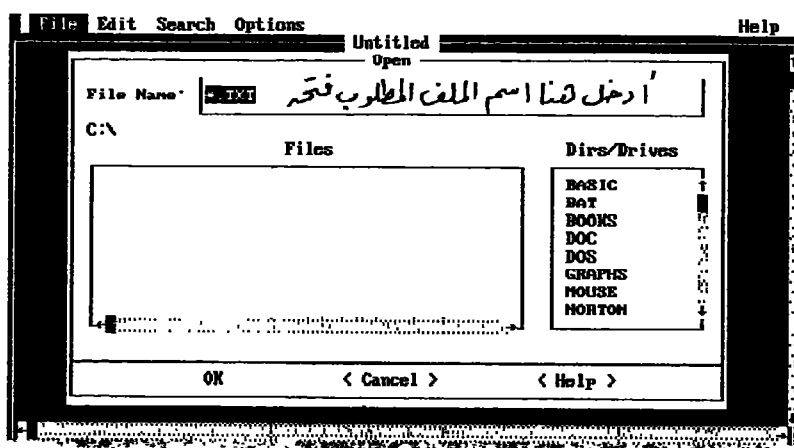 File Edit Search Options Help
Untitled
Open
File Name: *.TXT أدخل هنا اسم الملف المطلوب فتحه
C:\
Files Dirs/Drives
BASIC
BAT
BOOKS
DOC
DOS
GRAPHS
MOUSE
NORTON
OK < Cancel > < Help >